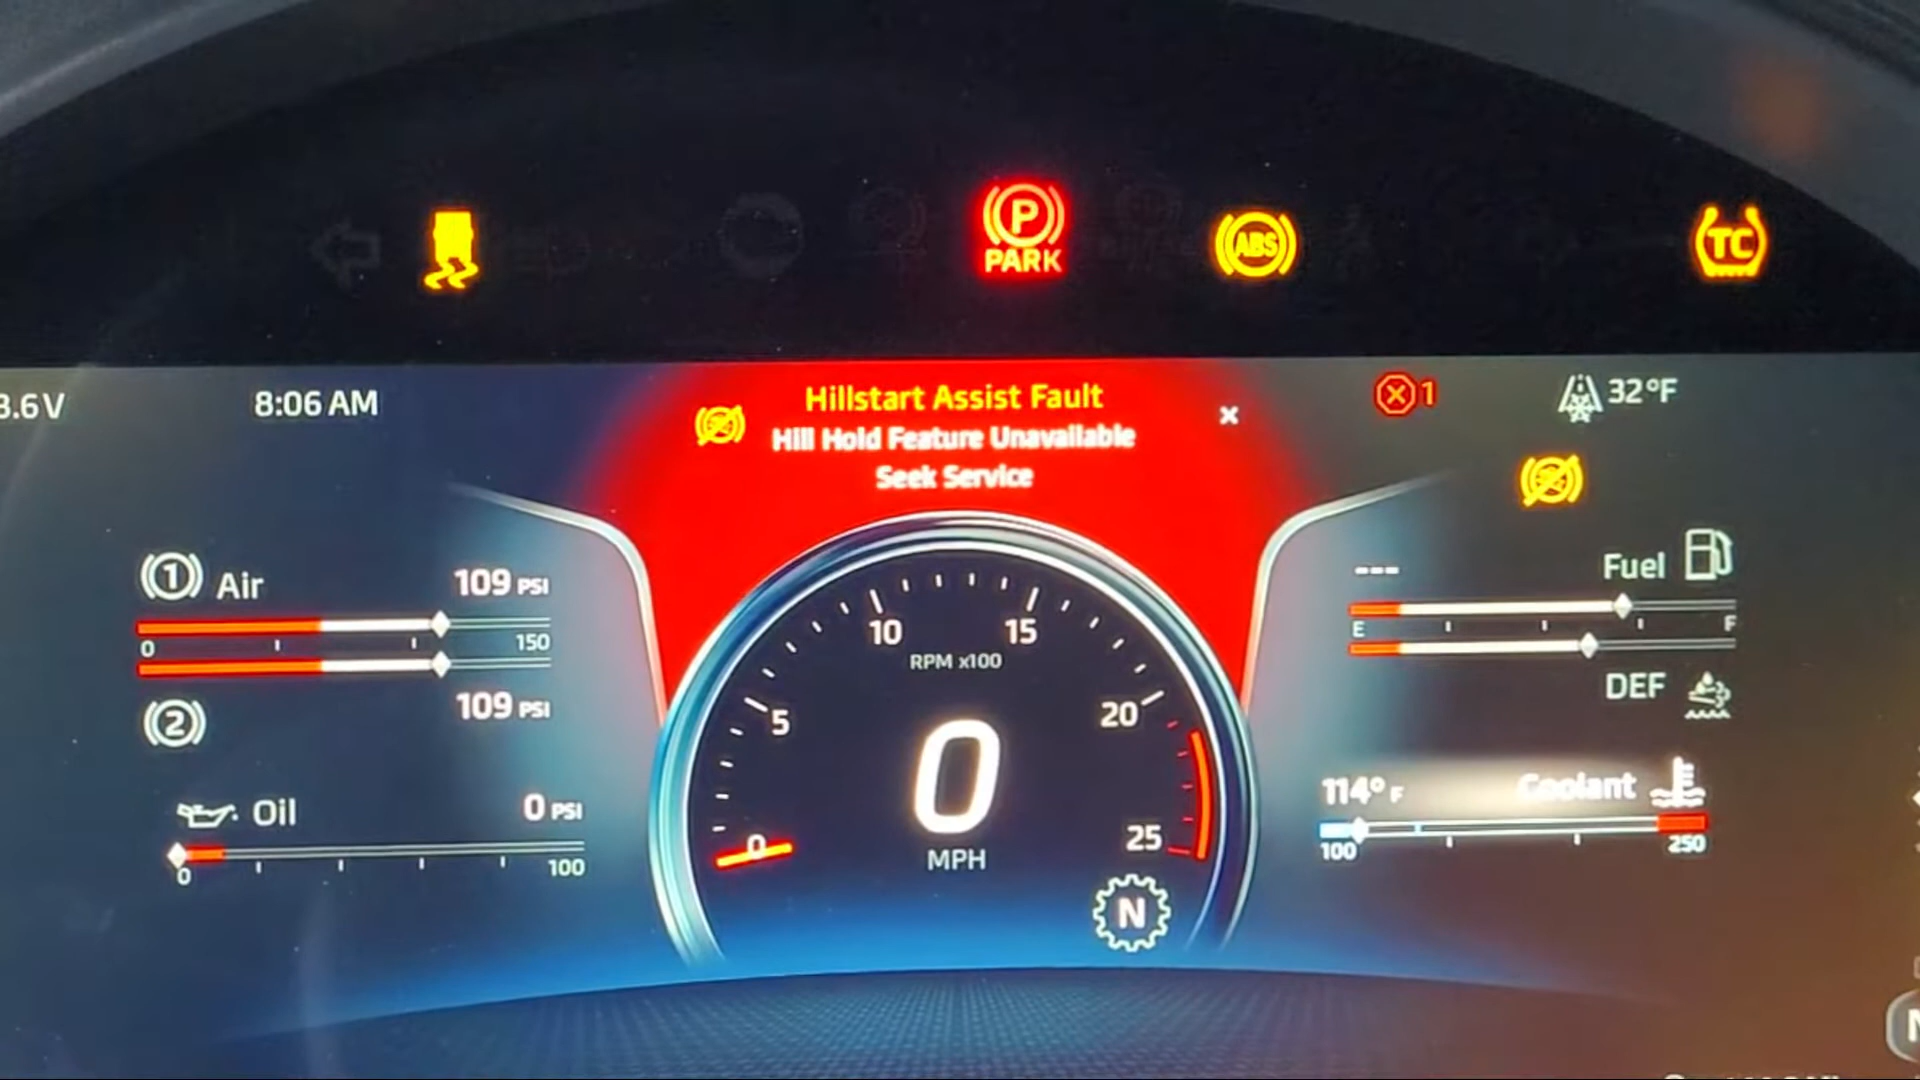 P
PARK
ABS
TC
3.6V
8:06 AM
Hillstart Assist Fault
Hill Hold Feature Unavailable
Seek Service
×
1
32°F
1 Air 109 PSI
0 150
2 109 PSI
Oil 0 PSI
0 100
0 5 10 15 20 25
RPM x100
0
MPH
N
--- Fuel
E F
DEF
114° F Coolant
100 250
N